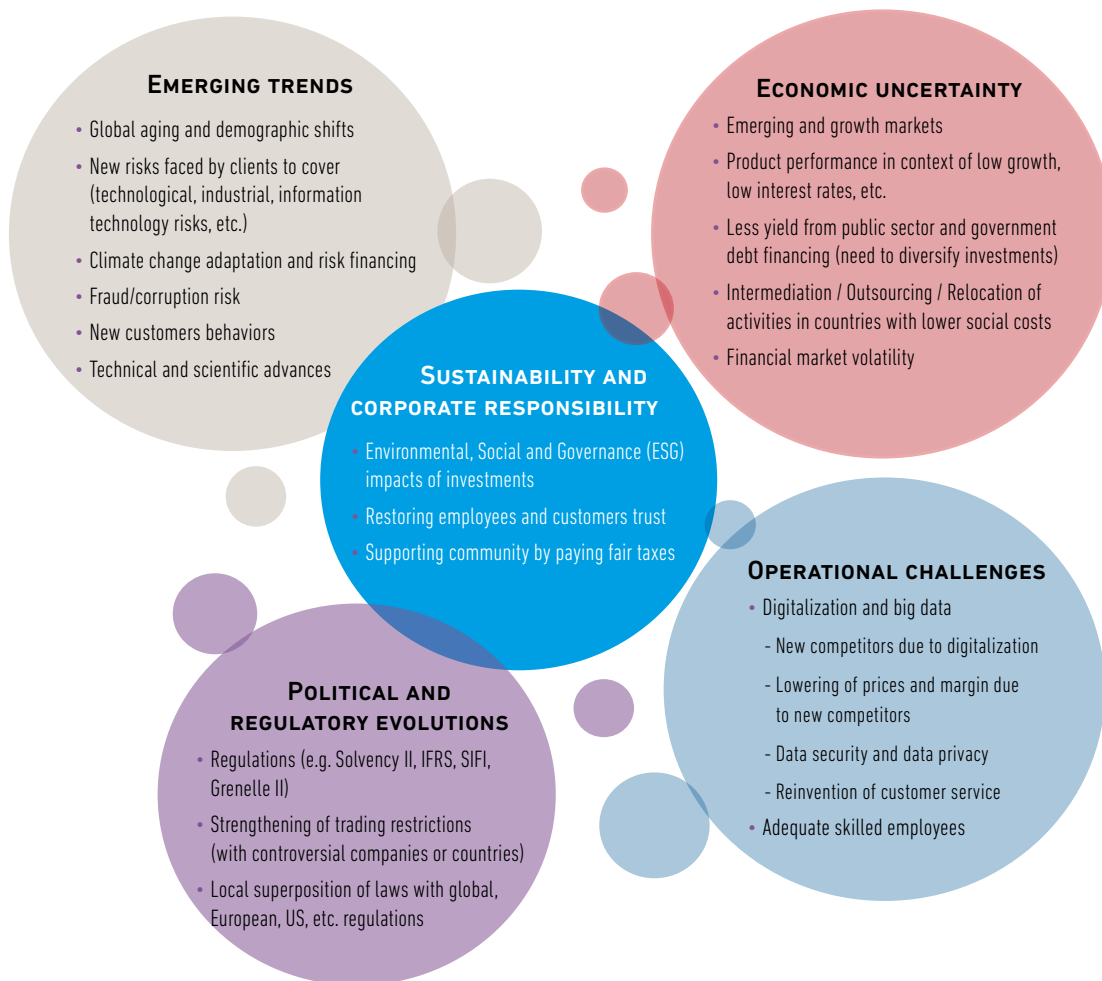 EMERGING TRENDS
• Global aging and demographic shifts
• New risks faced by clients to cover
(technological, industrial, information
technology risks, etc.)
• Climate change adaptation and risk financing
• Fraud/corruption risk
• New customers behaviors
• Technical and scientific advances
ECONOMIC UNCERTAINTY
• Emerging and growth markets
• Product performance in context of low growth,
low interest rates, etc.
• Less yield from public sector and government
debt financing (need to diversify investments)
• Intermediation / Outsourcing / Relocation of
activities in countries with lower social costs
• Financial market volatility
SUSTAINABILITY AND
CORPORATE RESPONSIBILITY
• Environmental, Social and Governance (ESG)
impacts of investments
• Restoring employees and customers trust
• Supporting community by paying fair taxes
OPERATIONAL CHALLENGES
• Digitalization and big data
- New competitors due to digitalization
- Lowering of prices and margin due
to new competitors
- Data security and data privacy
- Reinvention of customer service
• Adequate skilled employees
POLITICAL AND
REGULATORY EVOLUTIONS
• Regulations (e.g. Solvency II, IFRS, SIFI,
Grenelle II)
• Strengthening of trading restrictions
(with controversial companies or countries)
• Local superposition of laws with global,
European, US, etc. regulations